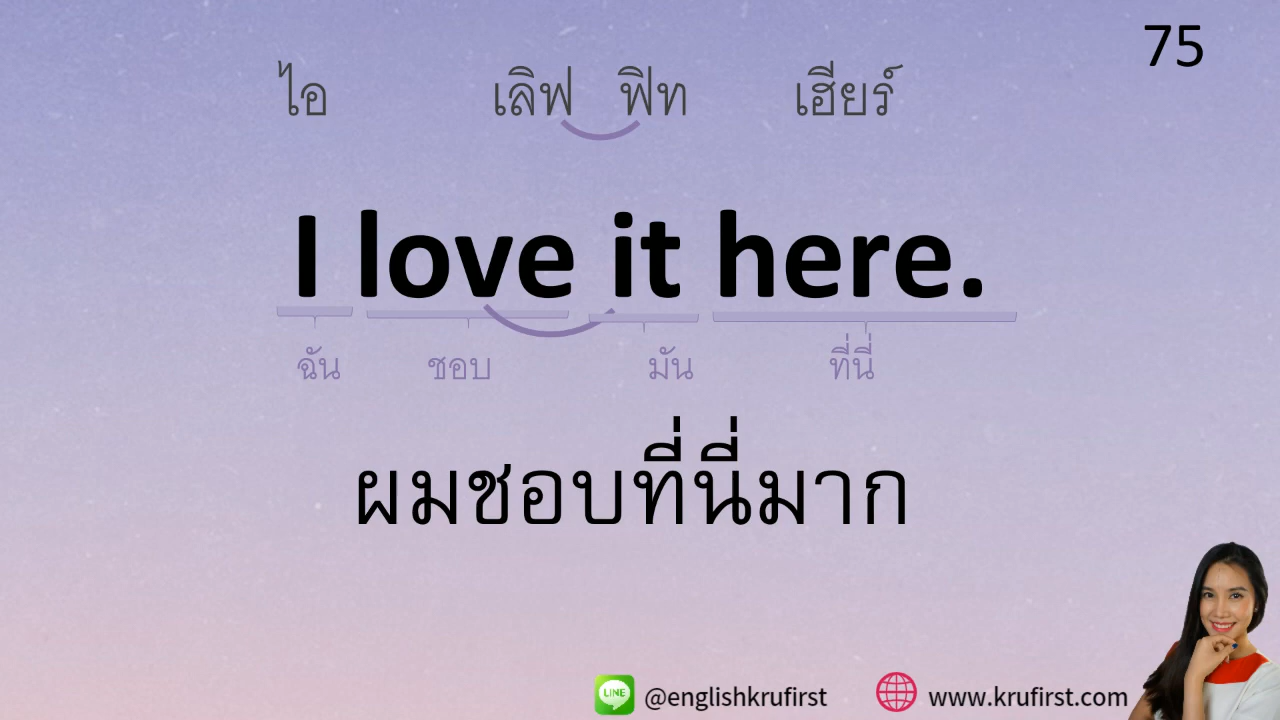 75
ไอ เลิฟ ฟิท เฮียร์
I love it here.
ฉัน ชอบ มัน ที่นี่
ผมชอบที่นี่มาก
LINE @englishkrufirst www.krufirst.com